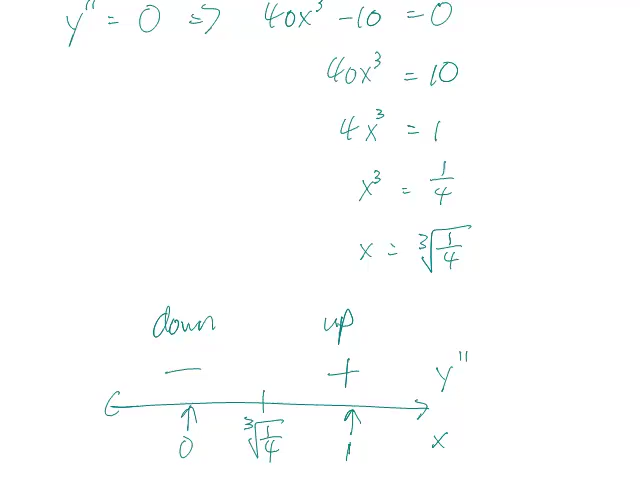 y'' = 0 => 40x³ - 10 = 0
40x³ = 10
4x³ = 1
x³ = 1/4
x = ∛(1/4)
down up
— + y''
0 ∛(1/4) 1 x